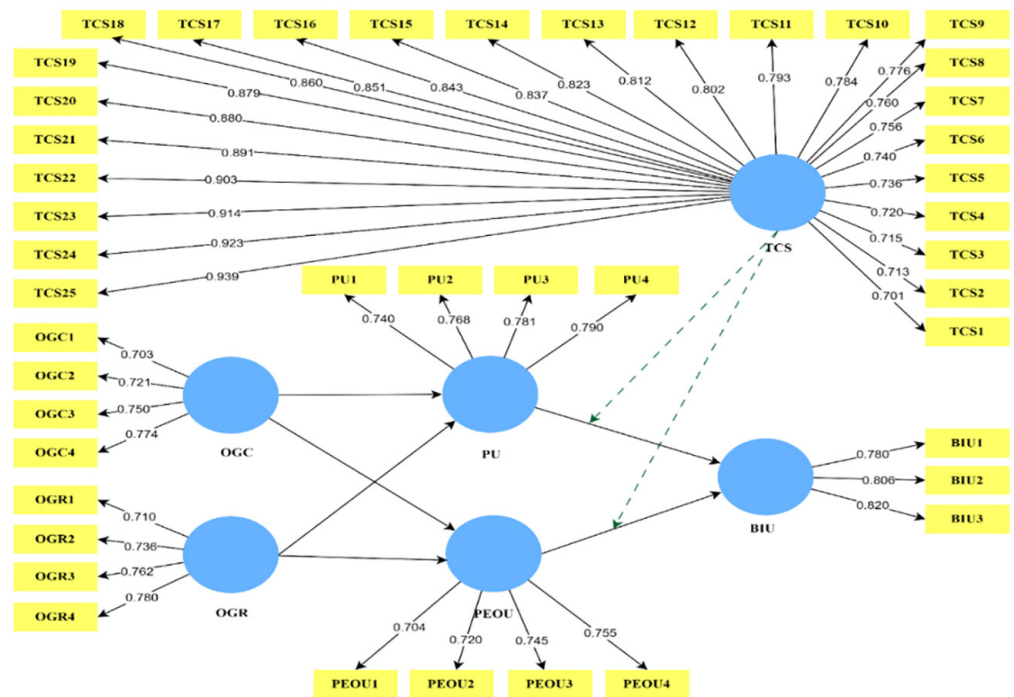 TCS18 TCS17 TCS16 TCS15 TCS14 TCS13 TCS12 TCS11 TCS10 TCS9
TCS19
TCS20
TCS21
TCS22
TCS23
TCS24
TCS25
TCS8
TCS7
TCS6
TCS5
TCS4
TCS3
TCS2
TCS1
0.879
0.860
0.851
0.843
0.837
0.823
0.812
0.802
0.793
0.784
0.776
0.760
0.756
0.740
0.736
0.720
0.715
0.713
0.701
0.880
0.891
0.903
0.914
0.923
0.939
TCS
PU1 PU2 PU3 PU4
0.740 0.768 0.781 0.790
PU
OGC1
OGC2
OGC3
OGC4
0.703
0.721
0.750
0.774
OGC
OGR1
OGR2
OGR3
OGR4
0.710
0.736
0.762
0.780
OGR
PEOU
0.704 0.720 0.745 0.755
PEOU1 PEOU2 PEOU3 PEOU4
BIU
0.780
0.806
0.820
BIU1
BIU2
BIU3